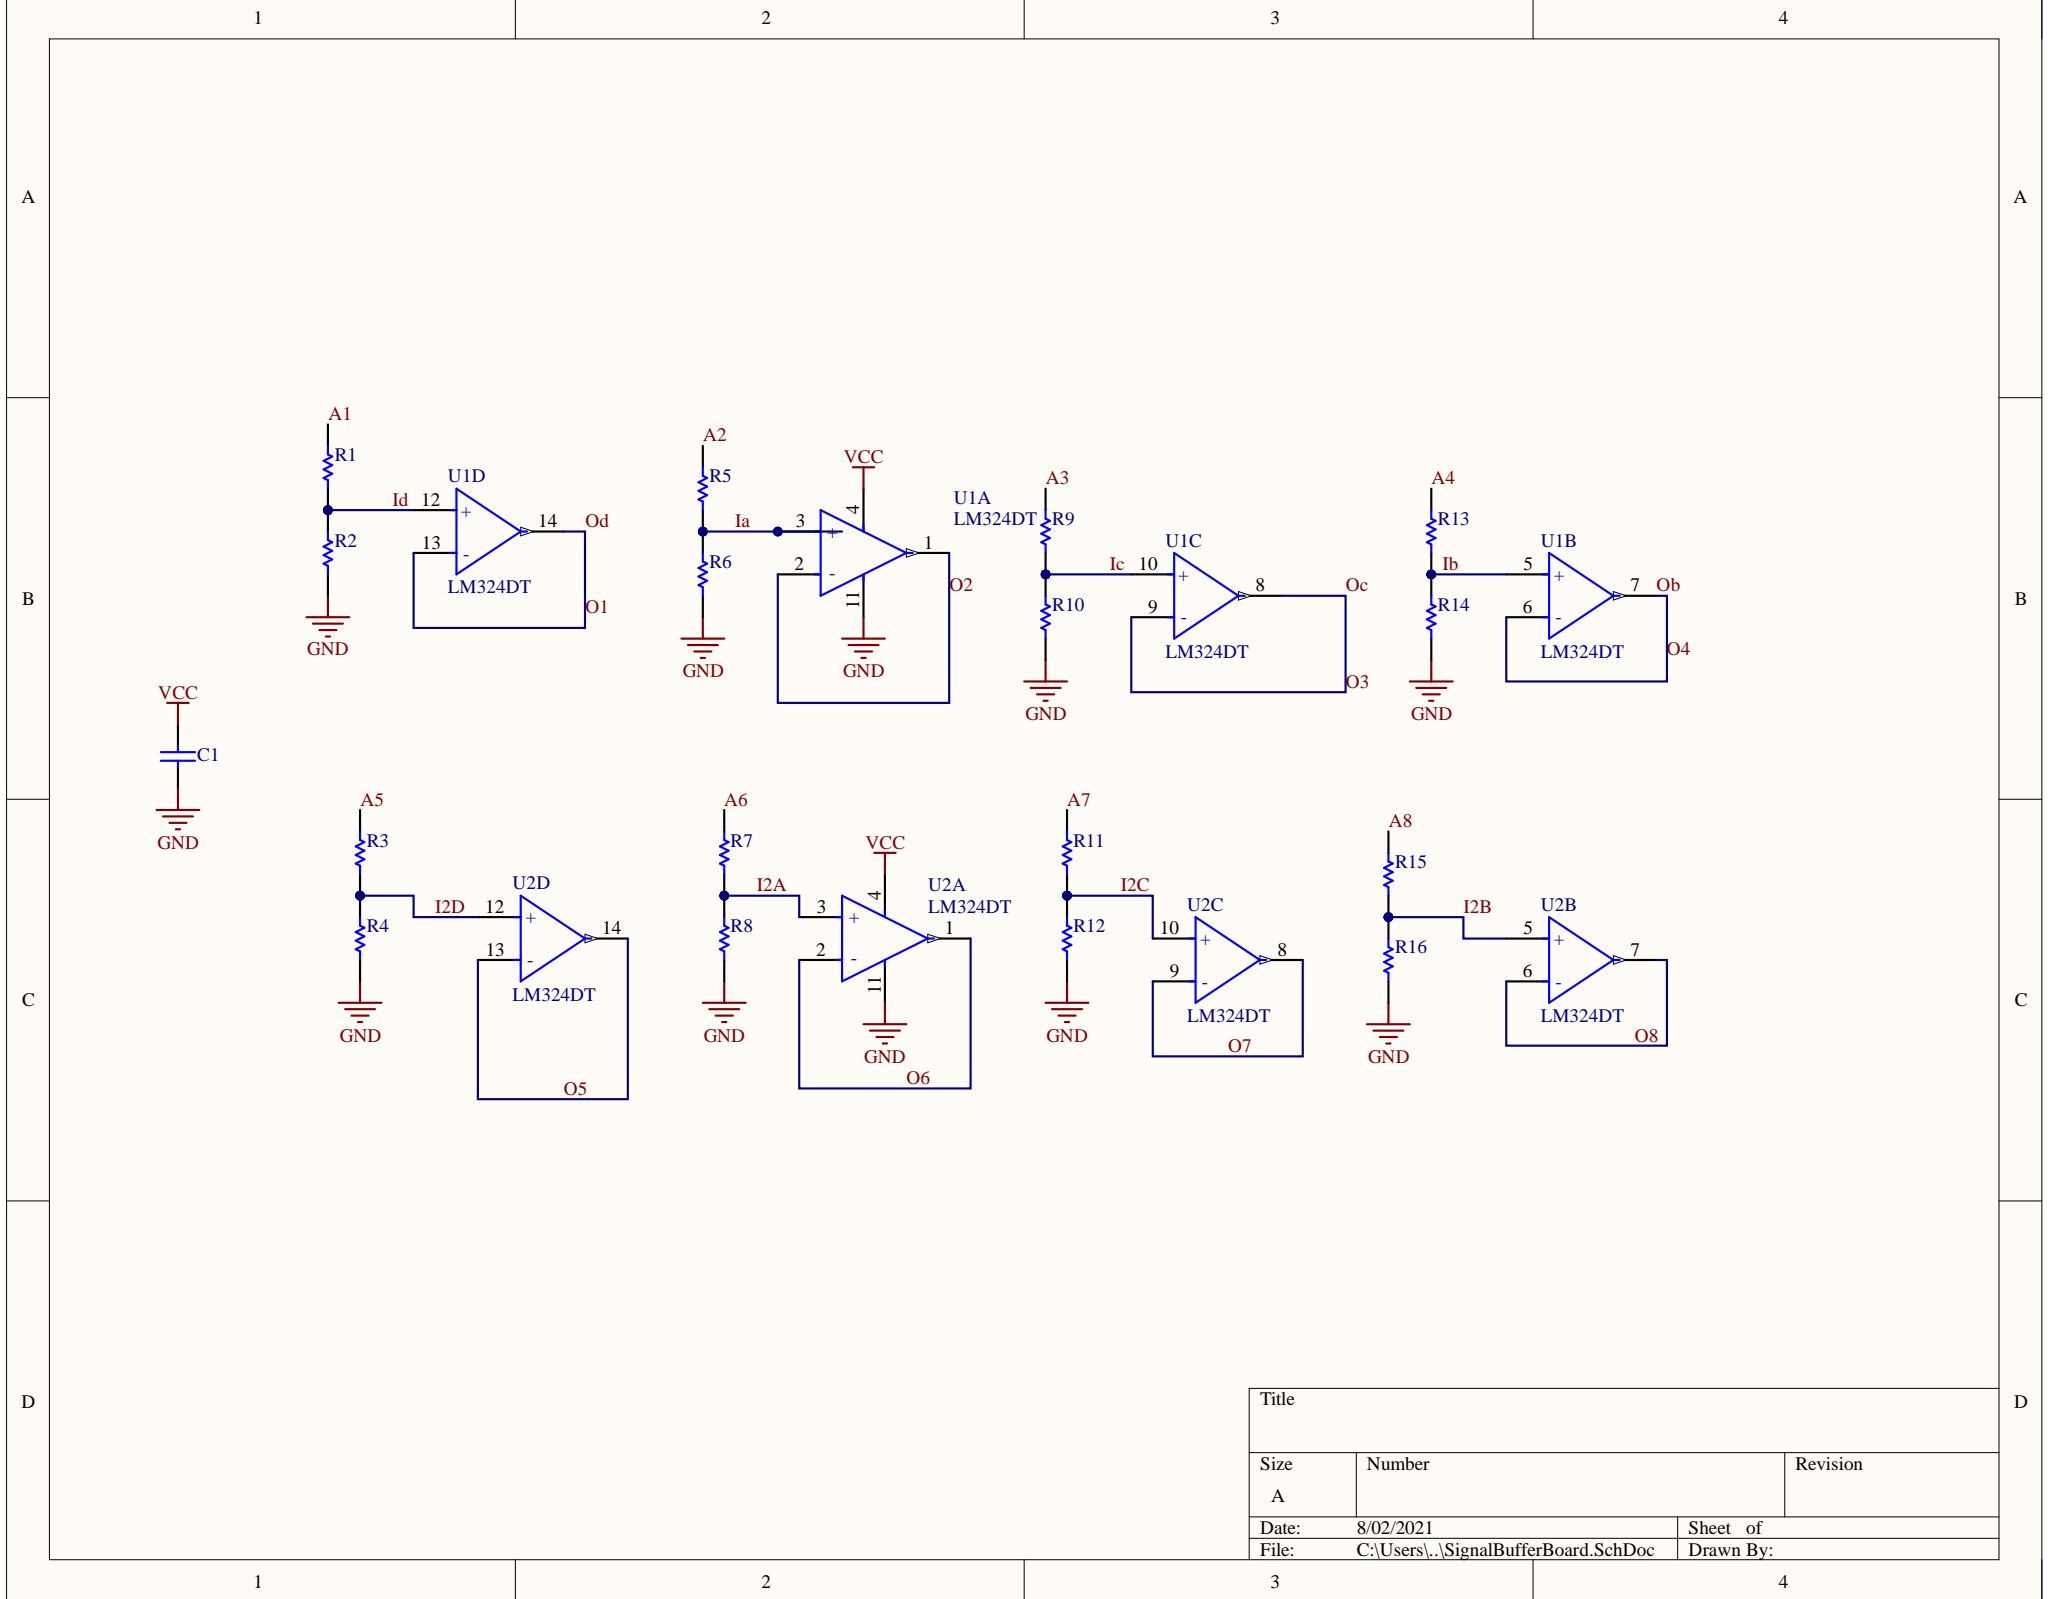 1 2 3 4
A A
B B
C C
D D
A1
R1
Id
R2
GND
U1D
12
+
13
-
14
LM324DT
Od
O1
A2
R5
Ia
R6
GND
VCC
4
3
+
2
-
1
11
GND
U1A
LM324DT
O2
A3
R9
Ic
R10
GND
U1C
10
+
9
-
8
LM324DT
Oc
O3
A4
R13
Ib
R14
GND
U1B
5
+
6
-
7
LM324DT
Ob
O4
VCC
C1
GND
A5
R3
I2D
R4
GND
U2D
12
+
13
-
14
LM324DT
O5
A6
R7
I2A
R8
GND
VCC
4
3
+
2
-
1
11
GND
U2A
LM324DT
O6
A7
R11
I2C
R12
GND
U2C
10
+
9
-
8
LM324DT
O7
A8
R15
I2B
R16
GND
U2B
5
+
6
-
7
LM324DT
O8
Title
Size Number Revision
A
Date: 8/02/2021 Sheet of
File: C:\Users\..\SignalBufferBoard.SchDoc Drawn By:
1 2 3 4